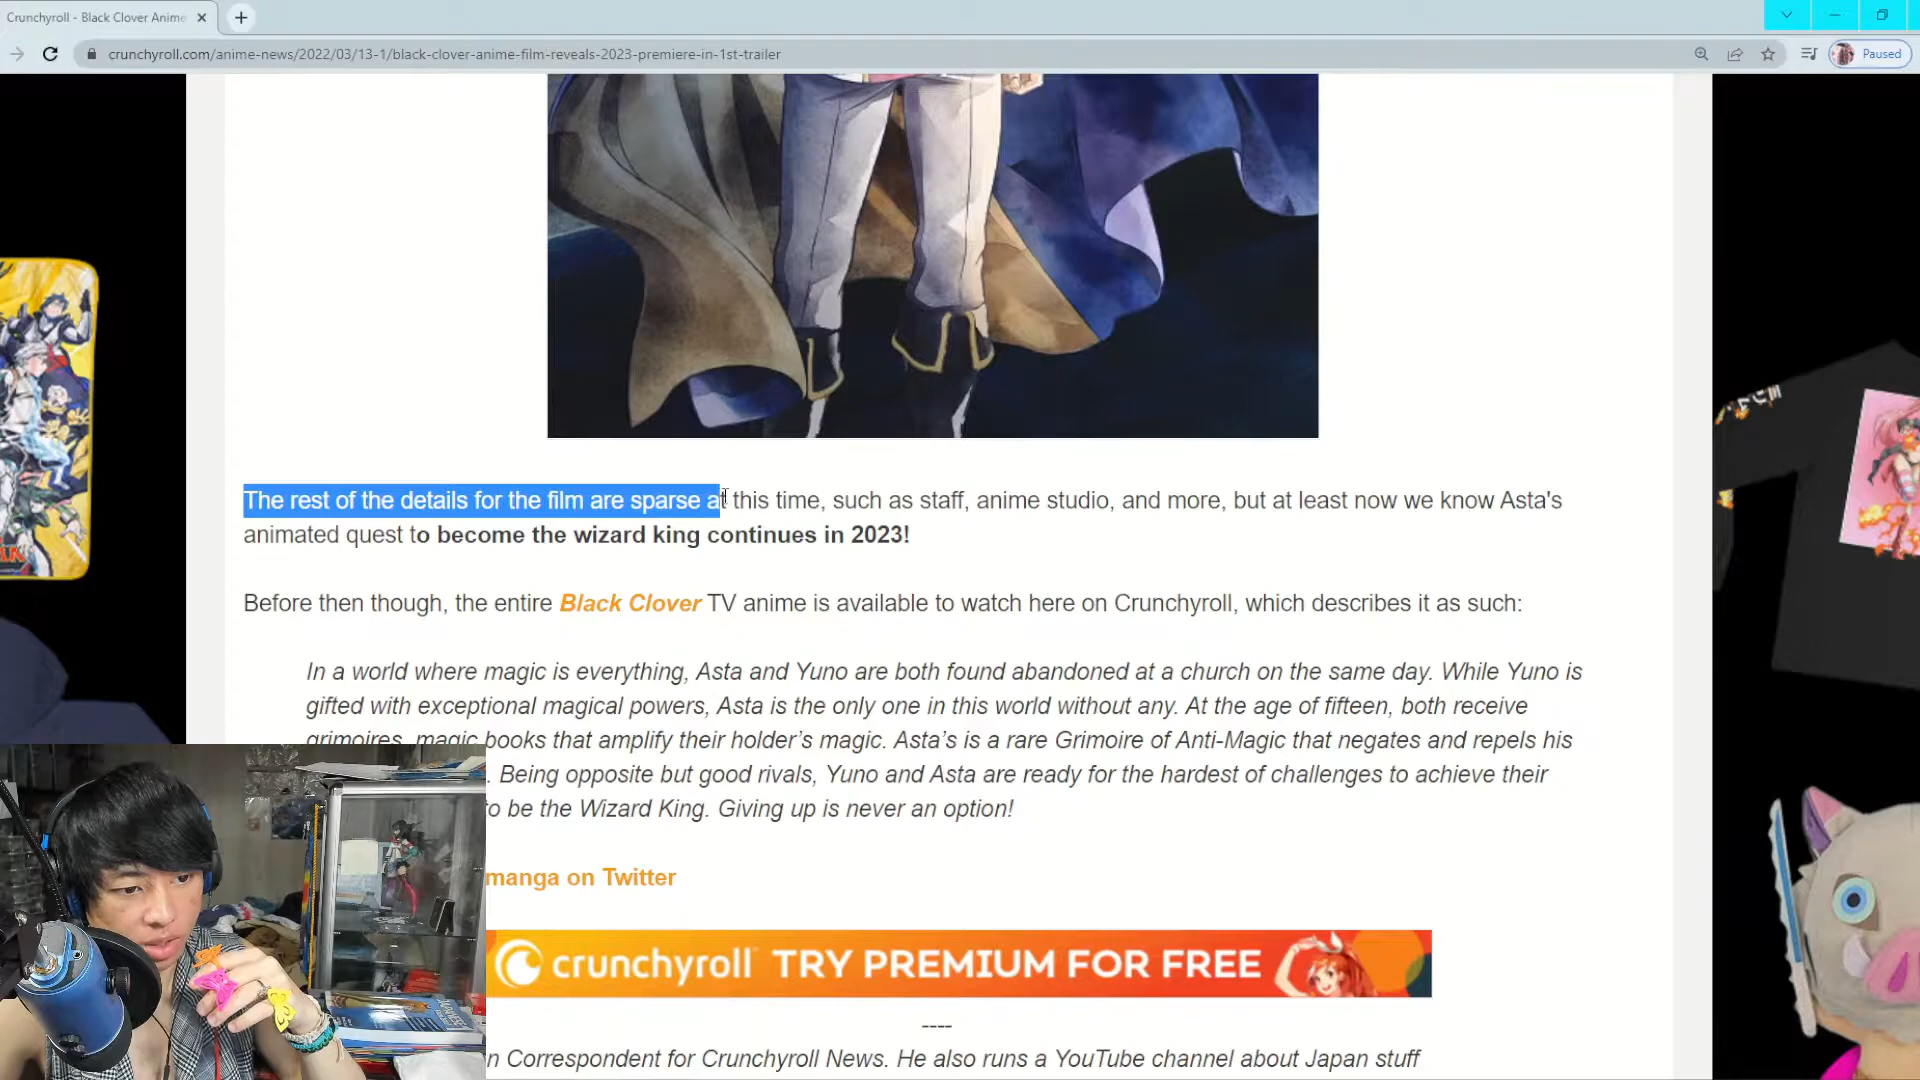 Crunchyroll - Black Clover Anime
crunchyroll.com/anime-news/2022/03/13-1/black-clover-anime-film-reveals-2023-premiere-in-1st-trailer
Paused
The rest of the details for the film are sparse at this time, such as staff, anime studio, and more, but at least now we know Asta's
animated quest to become the wizard king continues in 2023!
Before then though, the entire Black Clover TV anime is available to watch here on Crunchyroll, which describes it as such:
In a world where magic is everything, Asta and Yuno are both found abandoned at a church on the same day. While Yuno is
gifted with exceptional magical powers, Asta is the only one in this world without any. At the age of fifteen, both receive
grimoires, magic books that amplify their holder’s magic. Asta’s is a rare Grimoire of Anti-Magic that negates and repels his
. Being opposite but good rivals, Yuno and Asta are ready for the hardest of challenges to achieve their
to be the Wizard King. Giving up is never an option!
manga on Twitter
crunchyroll TRY PREMIUM FOR FREE
----
n Correspondent for Crunchyroll News. He also runs a YouTube channel about Japan stuff